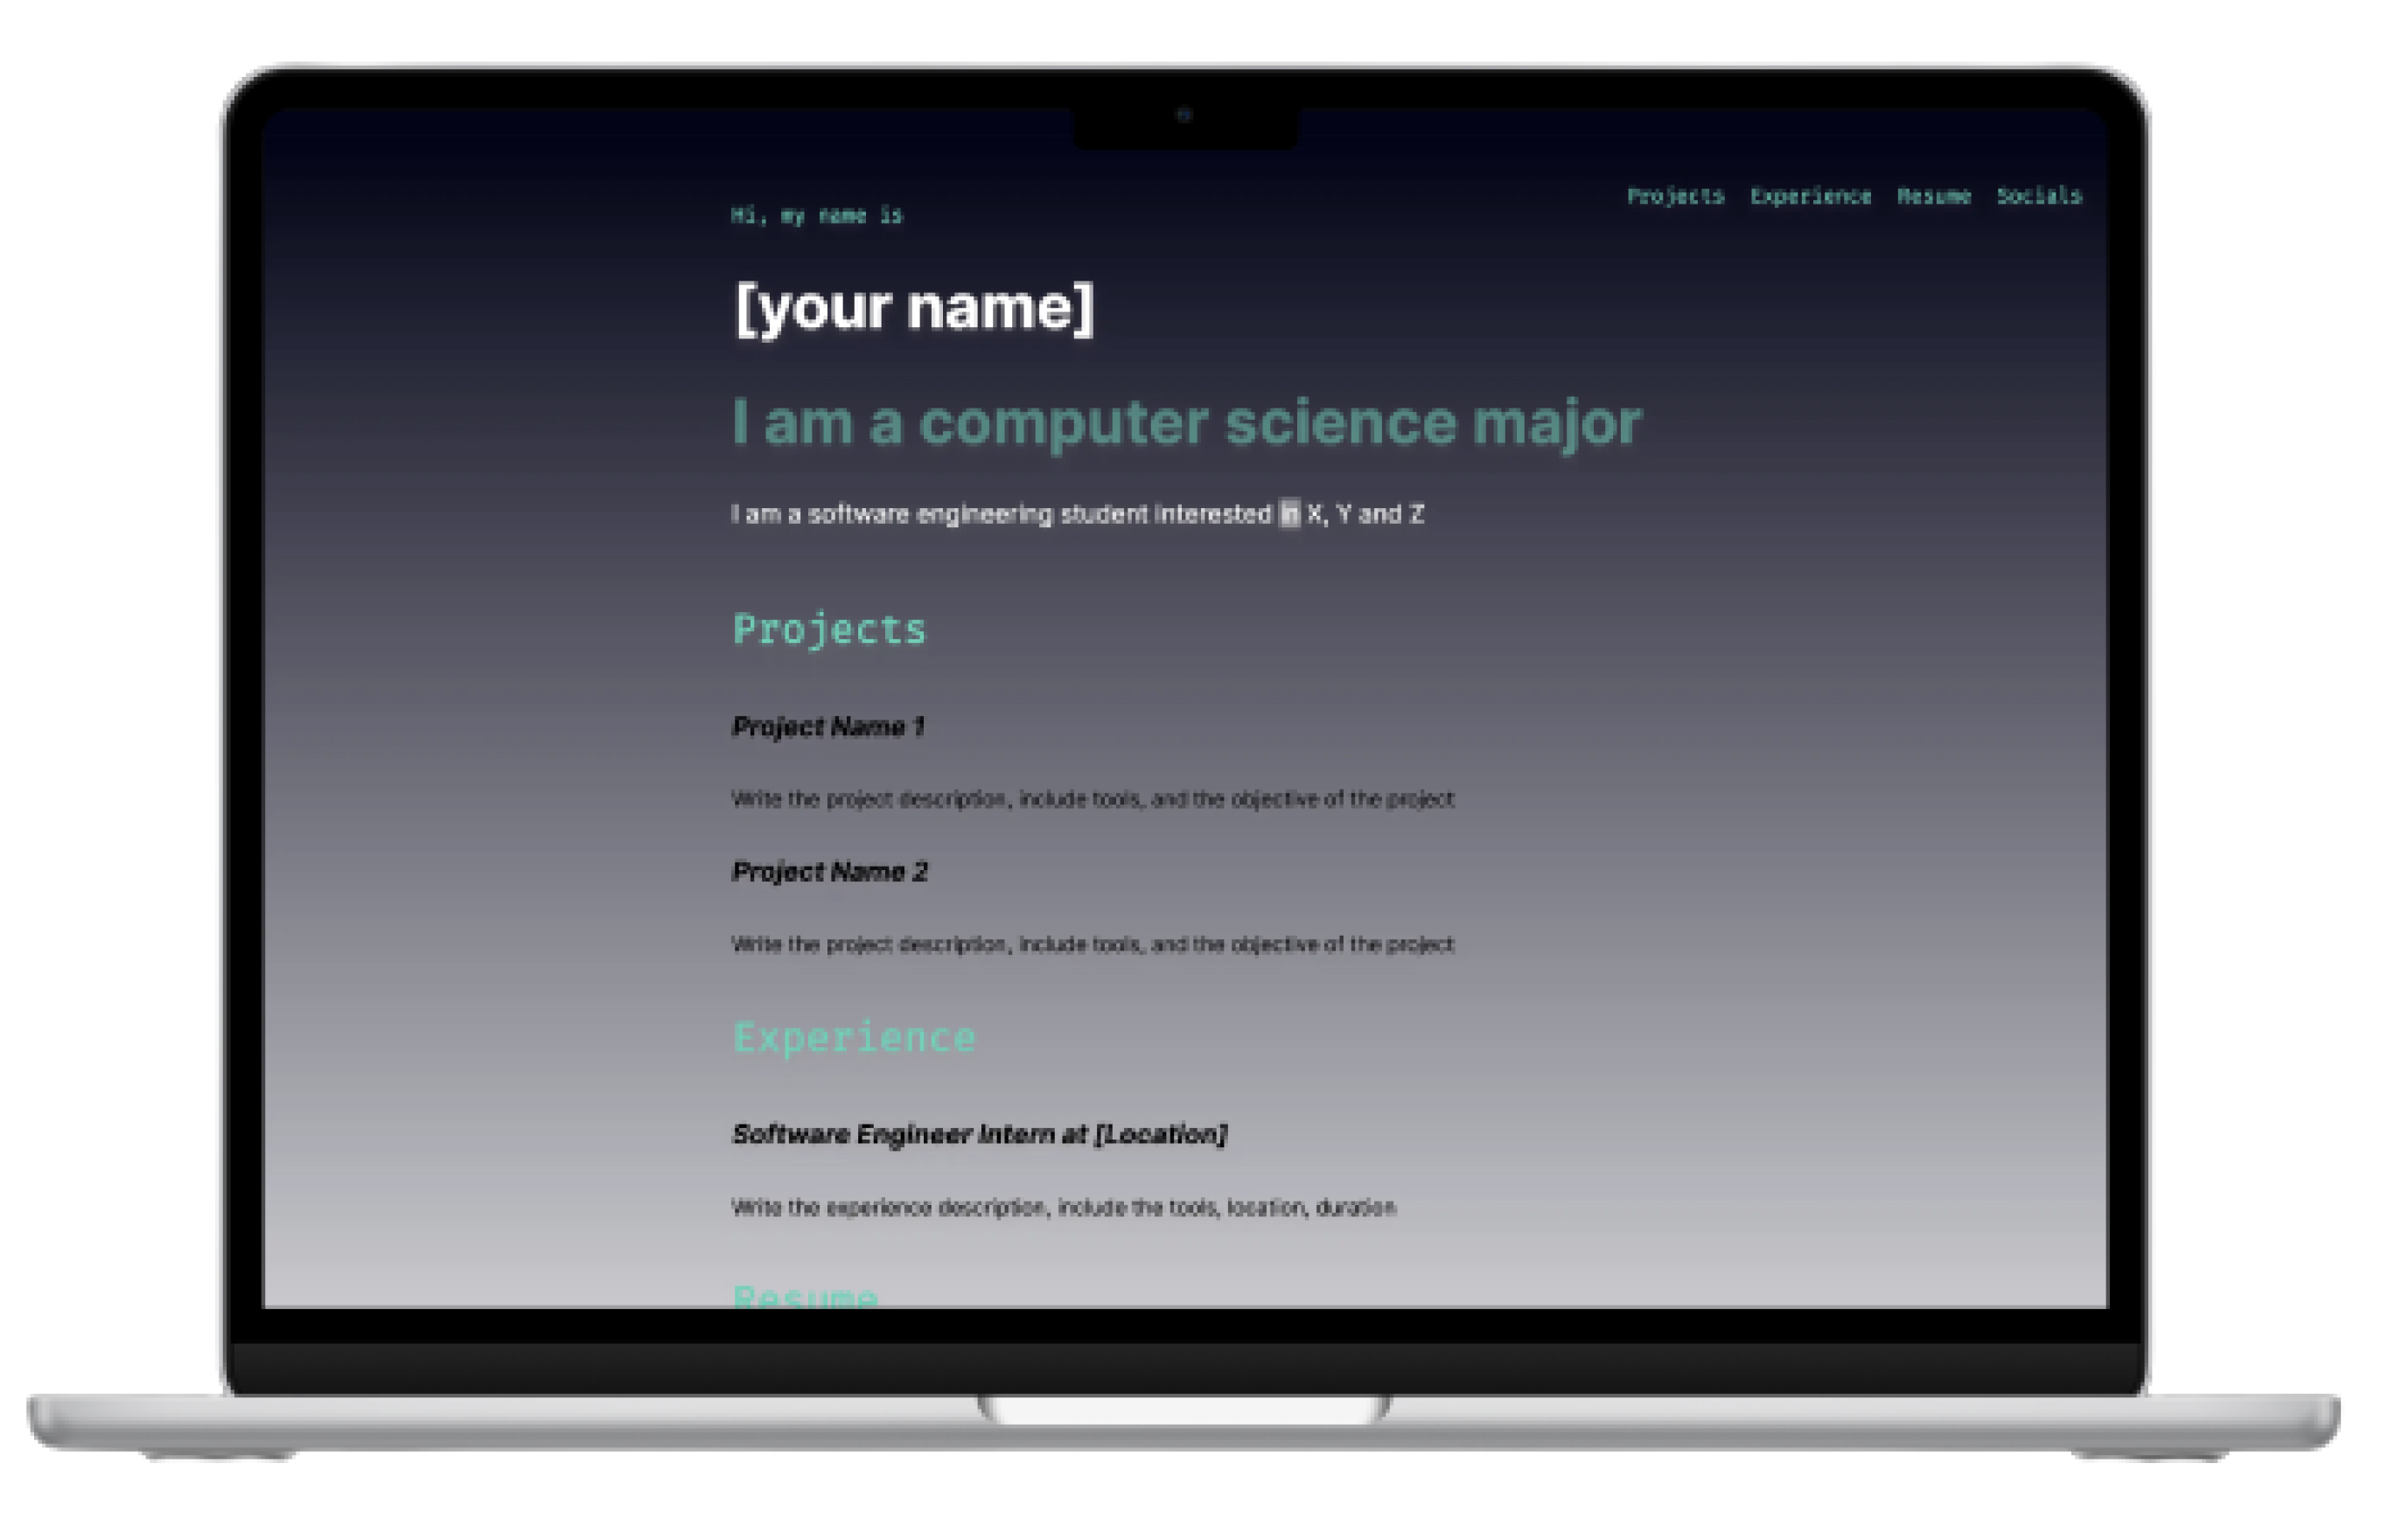 Projects Experience Resume Socials
Hi, my name is
[your name]
I am a computer science major
I am a software engineering student interested in X, Y and Z
Projects
Project Name 1
Write the project description, include tools, and the objective of the project
Project Name 2
Write the project description, include tools, and the objective of the project
Experience
Software Engineer Intern at [Location]
Write the experience description, include the tools, location, duration
Resume